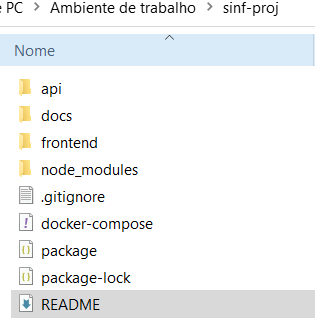 PC > Ambiente de trabalho > sinf-proj
Nome
api
docs
frontend
node_modules
.gitignore
docker-compose
package
package-lock
README